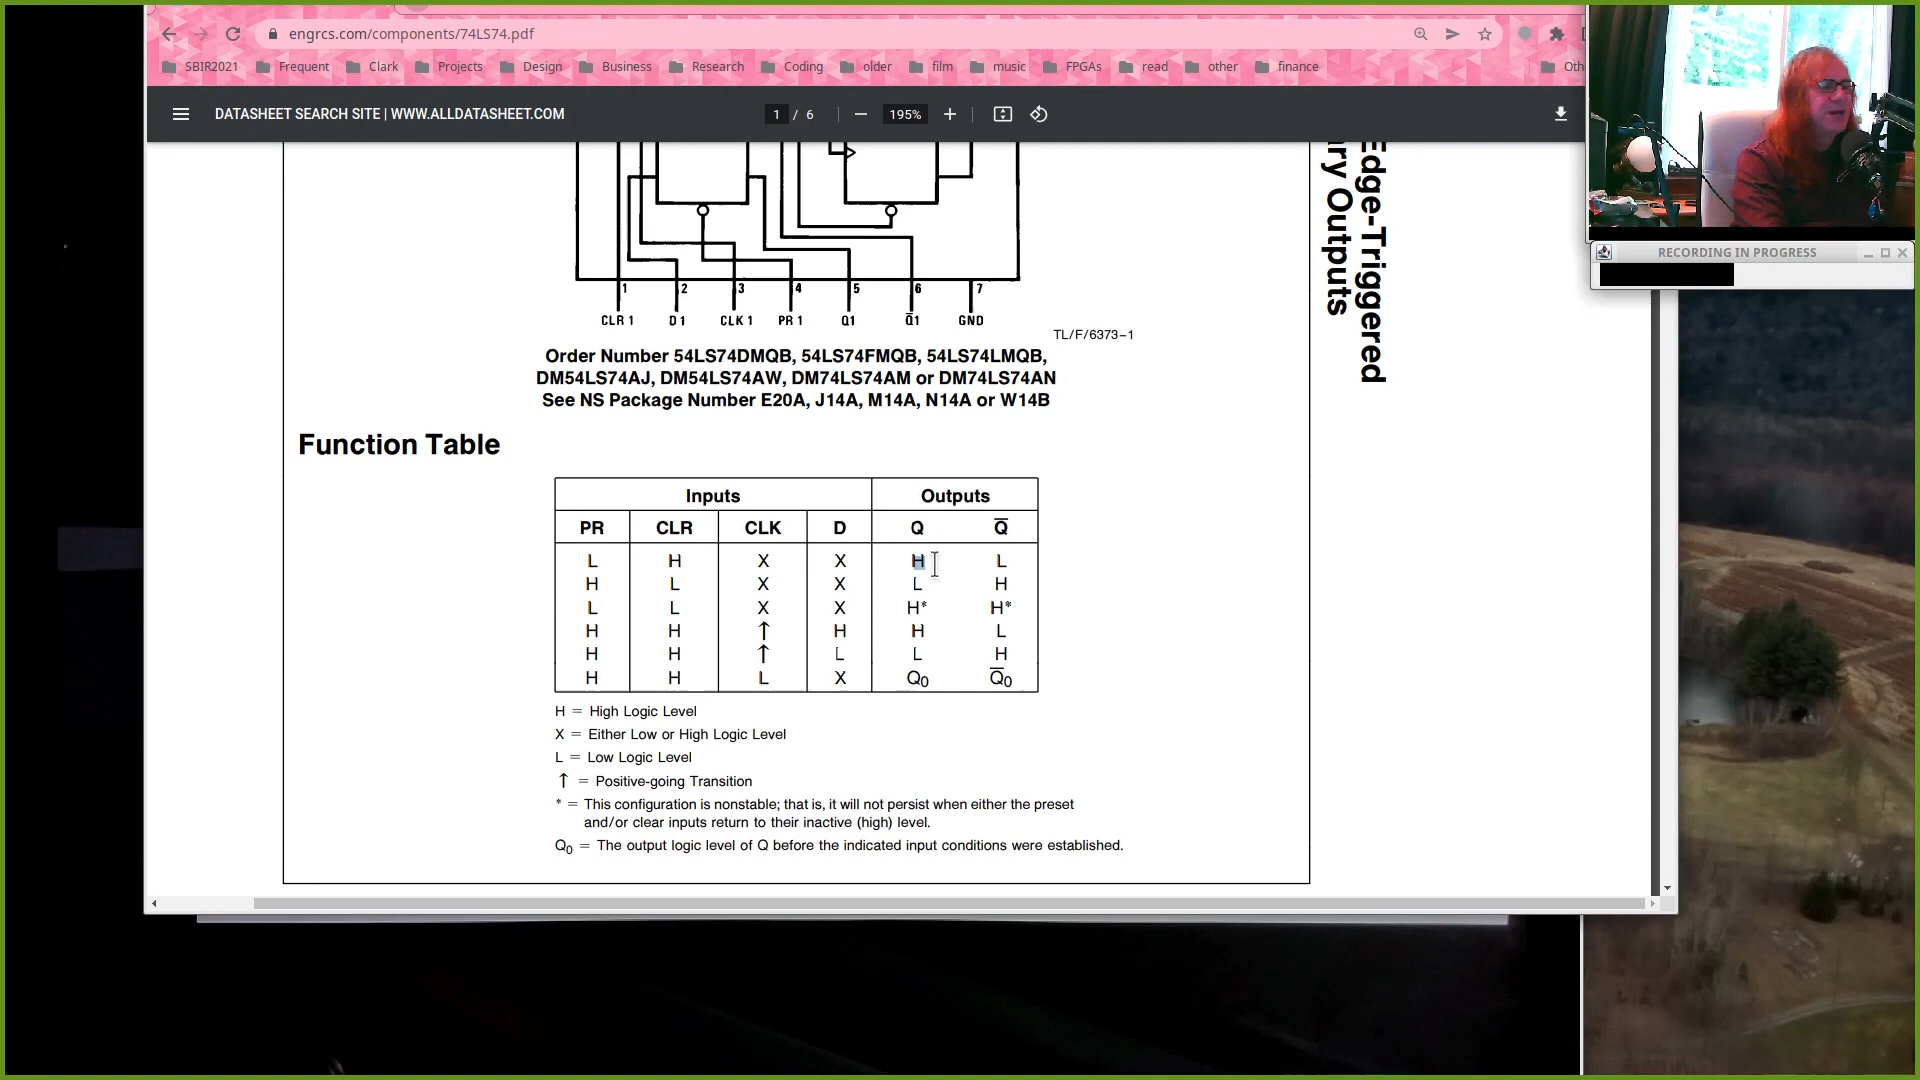 engrcs.com/components/74LS74.pdf
SBIR2021 Frequent Clark Projects Design Business Research Coding older film music FPGAs read other finance Oth
DATASHEET SEARCH SITE | WWW.ALLDATASHEET.COM 1 / 6 195%
RECORDING IN PROGRESS
Edge-Triggered
ry Outputs
1 2 3 4 5 6 7
CLR 1 D 1 CLK 1 PR 1 Q1 Q̅1 GND
TL/F/6373–1
Order Number 54LS74DMQB, 54LS74FMQB, 54LS74LMQB,
DM54LS74AJ, DM54LS74AW, DM74LS74AM or DM74LS74AN
See NS Package Number E20A, J14A, M14A, N14A or W14B
Function Table
Inputs Outputs
PR CLR CLK D Q Q̅
L H X X H L
H L X X L H
L L X X H* H*
H H ↑ H H L
H H ↑ L L H
H H L X Q0 Q̅0
H = High Logic Level
X = Either Low or High Logic Level
L = Low Logic Level
↑ = Positive-going Transition
* = This configuration is nonstable; that is, it will not persist when either the preset
and/or clear inputs return to their inactive (high) level.
Q0 = The output logic level of Q before the indicated input conditions were established.